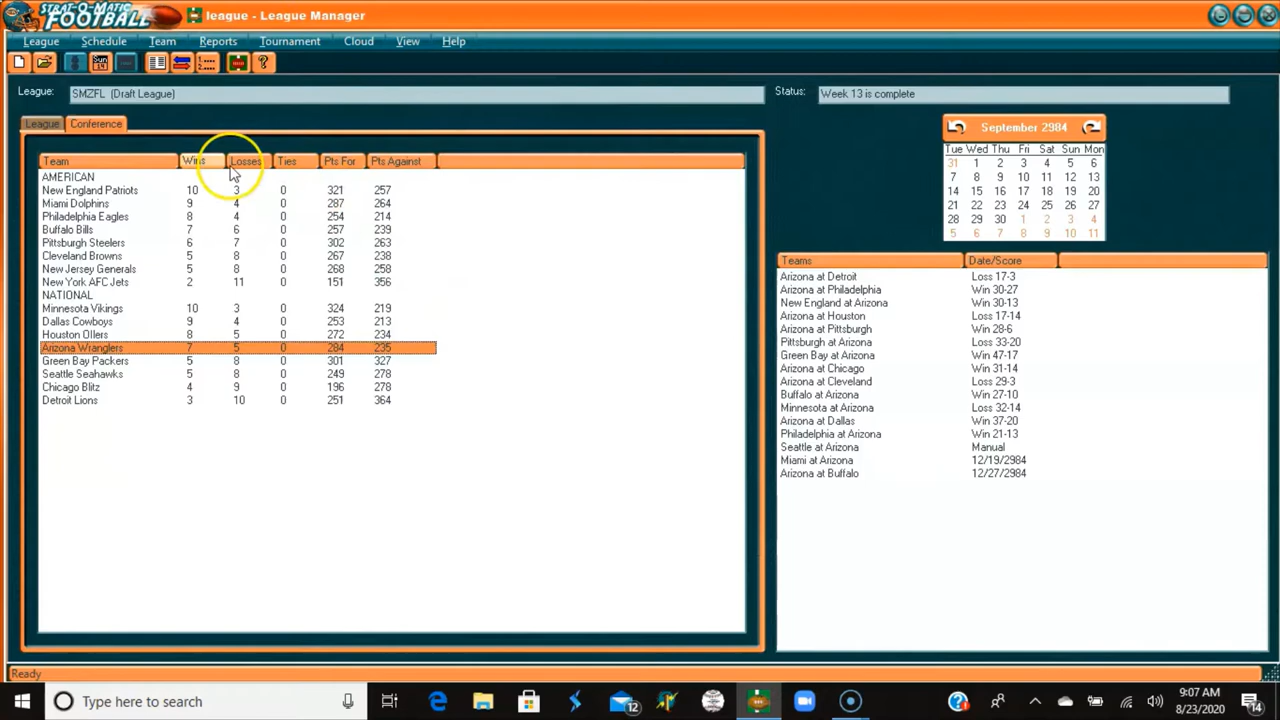 STRAT-O-MATIC FOOTBALL
league - League Manager
League Schedule Team Reports Tournament Cloud View Help
Sun 14
1.... 2....
?
League: SMZFL (Draft League) Status: Week 13 is complete
League Conference
Team Wins Losses Ties Pts For Pts Against
AMERICAN
New England Patriots 10 3 0 321 257
Miami Dolphins 9 4 0 287 264
Philadelphia Eagles 8 4 0 254 214
Buffalo Bills 7 6 0 257 239
Pittsburgh Steelers 6 7 0 302 263
Cleveland Browns 5 8 0 267 238
New Jersey Generals 5 8 0 268 258
New York AFC Jets 2 11 0 151 356
NATIONAL
Minnesota Vikings 10 3 0 324 219
Dallas Cowboys 9 4 0 253 213
Houston OIlers 8 5 0 272 234
Arizona Wranglers 7 5 0 284 235
Green Bay Packers 5 8 0 301 327
Seattle Seahawks 5 8 0 249 278
Chicago Blitz 4 9 0 196 278
Detroit Lions 3 10 0 251 364
September 2984
Tue Wed Thu Fri Sat Sun Mon
31 1 2 3 4 5 6
7 8 9 10 11 12 13
14 15 16 17 18 19 20
21 22 23 24 25 26 27
28 29 30 1 2 3 4
5 6 7 8 9 10 11
Teams Date/Score
Arizona at Detroit Loss 17-3
Arizona at Philadelphia Win 30-27
New England at Arizona Win 30-13
Arizona at Houston Loss 17-14
Arizona at Pittsburgh Win 28-6
Pittsburgh at Arizona Loss 33-20
Green Bay at Arizona Win 47-17
Arizona at Chicago Win 31-14
Arizona at Cleveland Loss 29-3
Buffalo at Arizona Win 27-10
Minnesota at Arizona Loss 32-14
Arizona at Dallas Win 37-20
Philadelphia at Arizona Win 21-13
Seattle at Arizona Manual
Miami at Arizona 12/19/2984
Arizona at Buffalo 12/27/2984
Ready
Type here to search
12
9:07 AM
8/23/2020
14